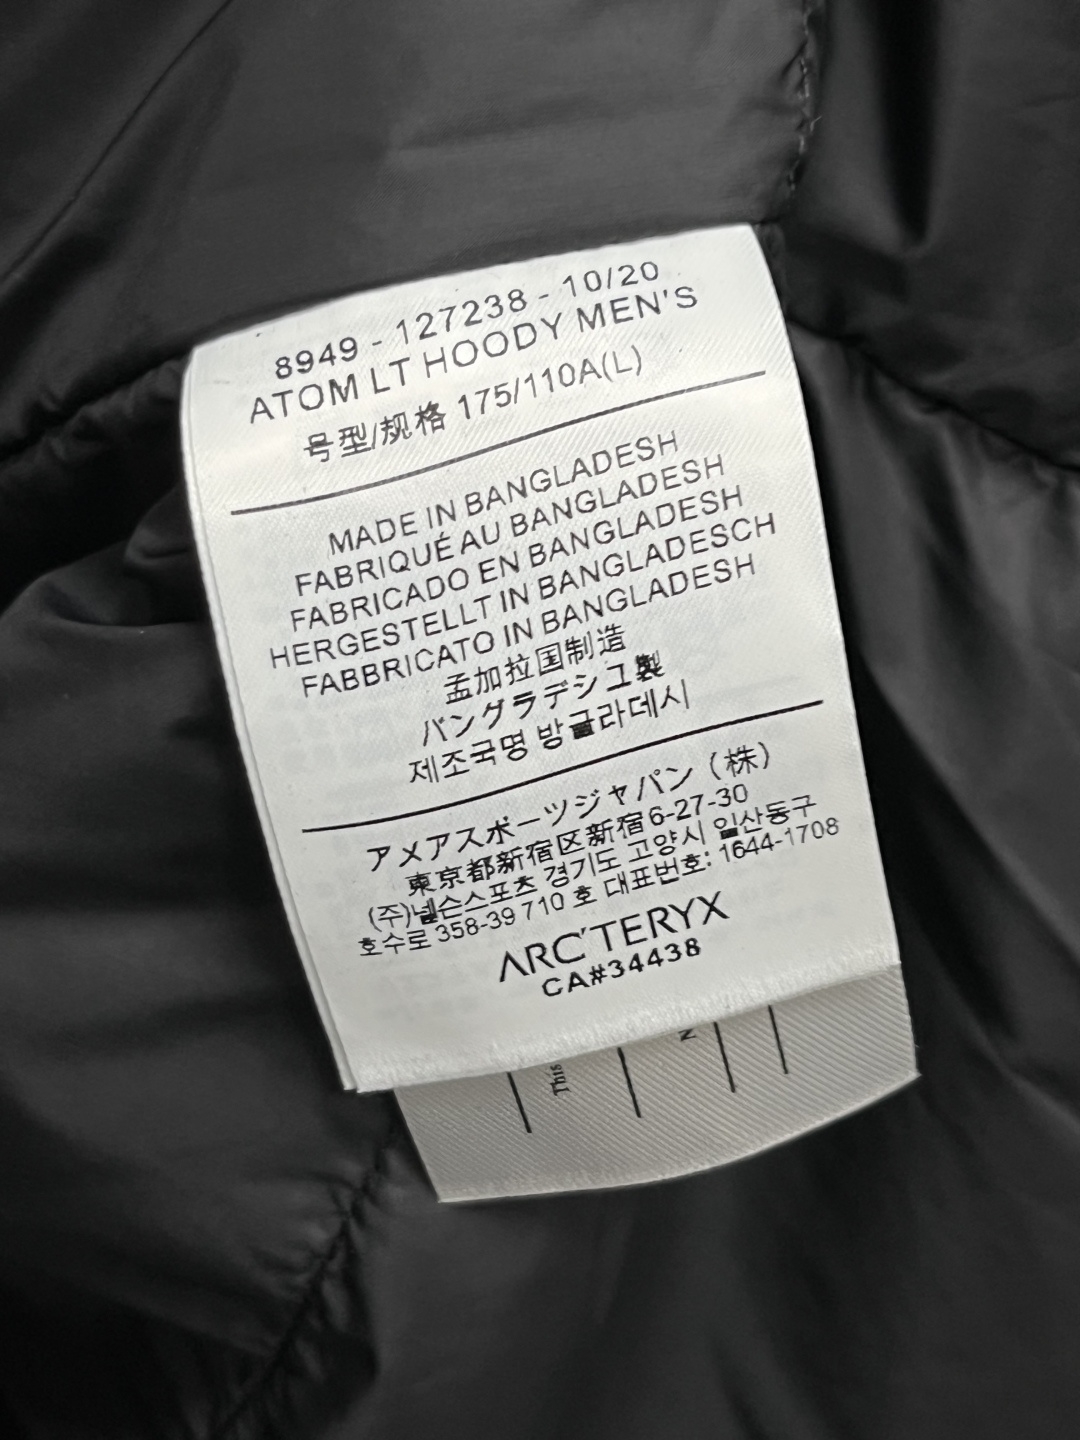 8949 - 127238 - 10/20
ATOM LT HOODY MEN'S
号型/规格 175/110A(L)
MADE IN BANGLADESH
FABRIQUÉ AU BANGLADESH
FABRICADO EN BANGLADESH
HERGESTELLT IN BANGLADESCH
FABBRICATO IN BANGLADESH
孟加拉国制造
バングラデシユ製
제조국명 방글라데시
アメアスポーツジャパン（株）
東京都新宿区新宿6-27-30
(주)넬슨스포츠 경기도 고양시 일산동구
호수로 358-39 710 호 대표번호: 1644-1708
ARC'TERYX
CA#34438
This
N